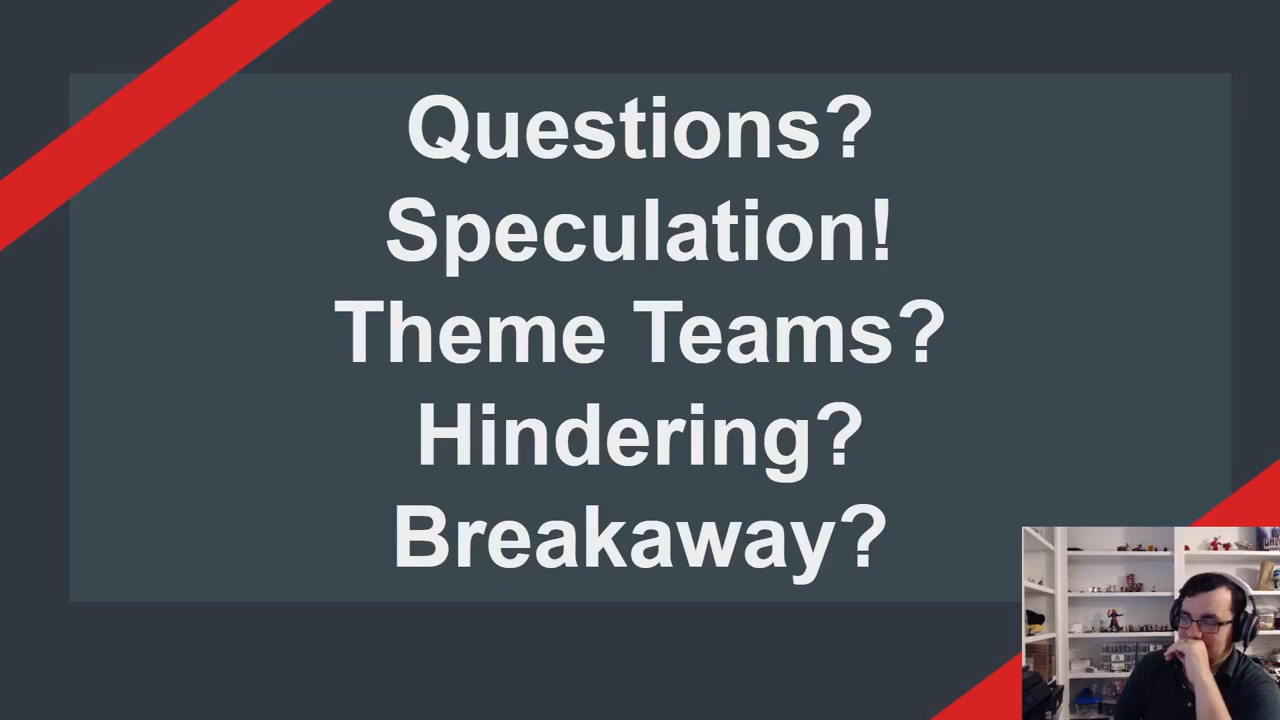 Questions?
Speculation!
Theme Teams?
Hindering?
Breakaway?